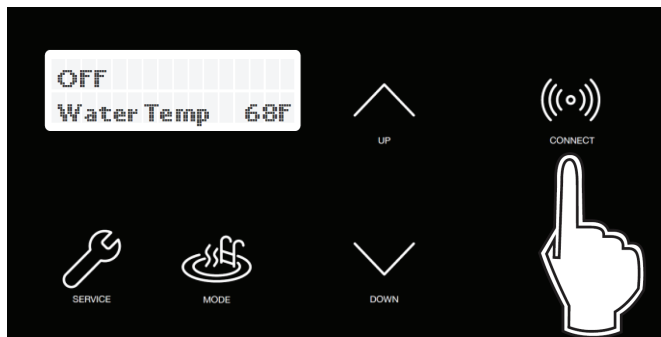 OFF
Water Temp 68F
UP
CONNECT
SERVICE
MODE
DOWN